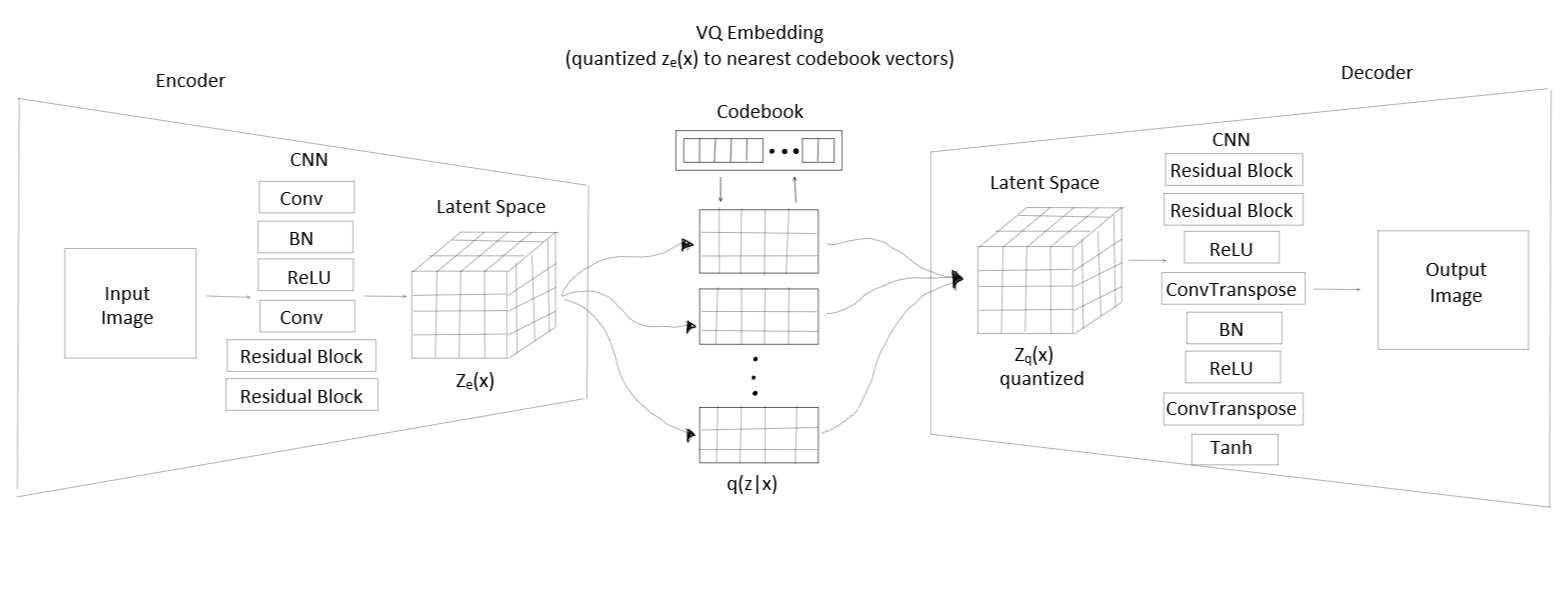 VQ Embedding
(quantized zₑ(x) to nearest codebook vectors)
Encoder
CNN
Conv
BN
ReLU
Conv
Residual Block
Residual Block
Input
Image
Latent Space
Zₑ(x)
Codebook
q(z|x)
Decoder
Latent Space
Z_q(x)
quantized
CNN
Residual Block
Residual Block
ReLU
ConvTranspose
BN
ReLU
ConvTranspose
Tanh
Output
Image